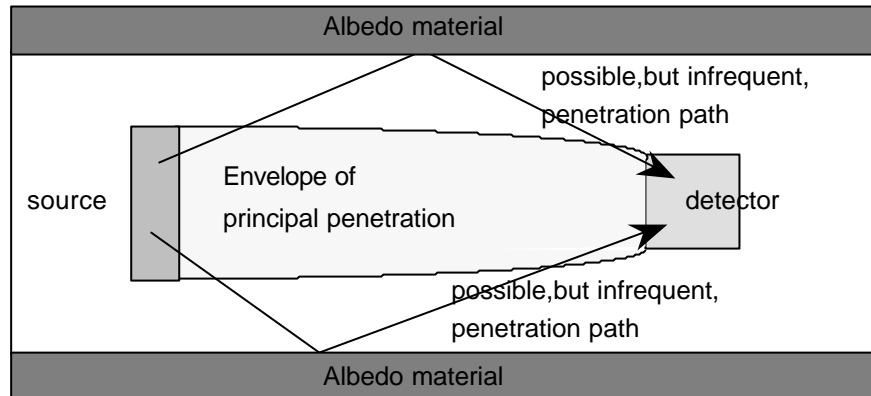 Albedo material
possible,but infrequent,
penetration path
Envelope of
principal penetration
source
detector
possible,but infrequent,
penetration path
Albedo material